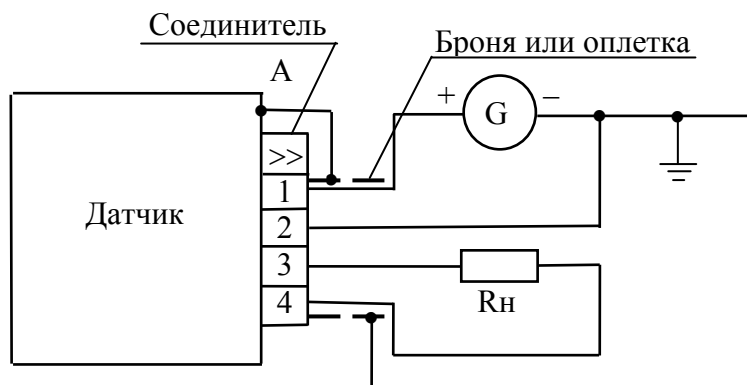 Соединитель
Броня или оплетка
А
+ G –
>>
1
Датчик
2
3
4
Rн